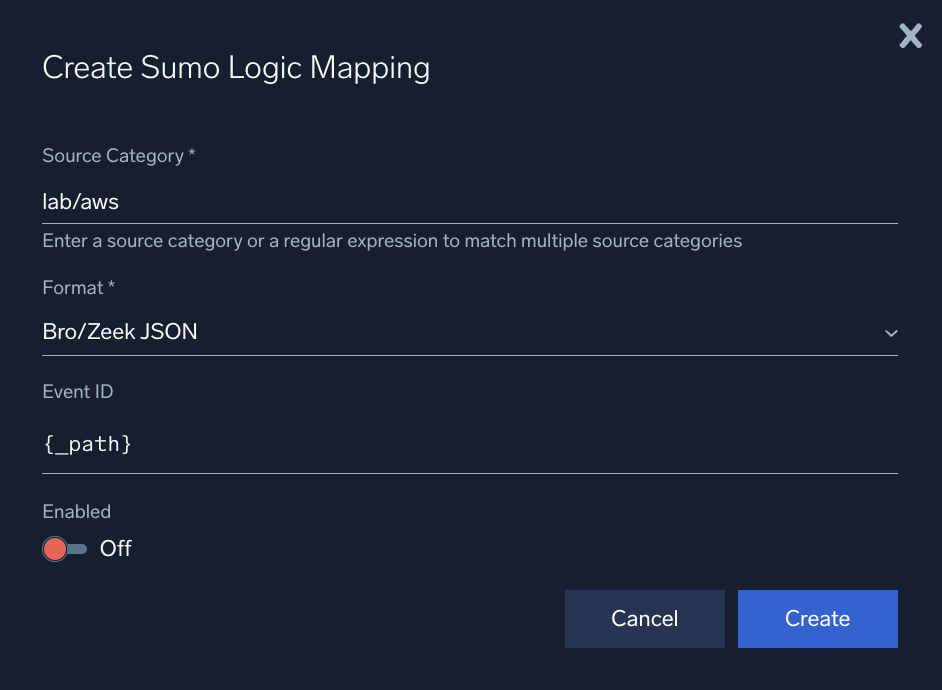 Create Sumo Logic Mapping
Source Category *
lab/aws
Enter a source category or a regular expression to match multiple source categories
Format *
Bro/Zeek JSON
Event ID
{_path}
Enabled
Off
Cancel
Create